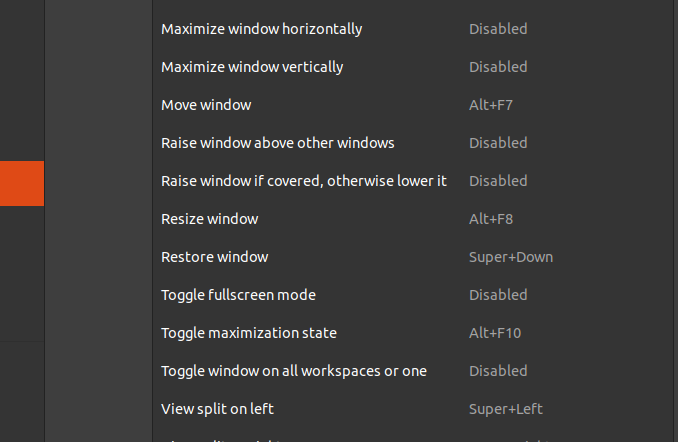 Maximize window horizontally Disabled
Maximize window vertically Disabled
Move window Alt+F7
Raise window above other windows Disabled
Raise window if covered, otherwise lower it Disabled
Resize window Alt+F8
Restore window Super+Down
Toggle fullscreen mode Disabled
Toggle maximization state Alt+F10
Toggle window on all workspaces or one Disabled
View split on left Super+Left